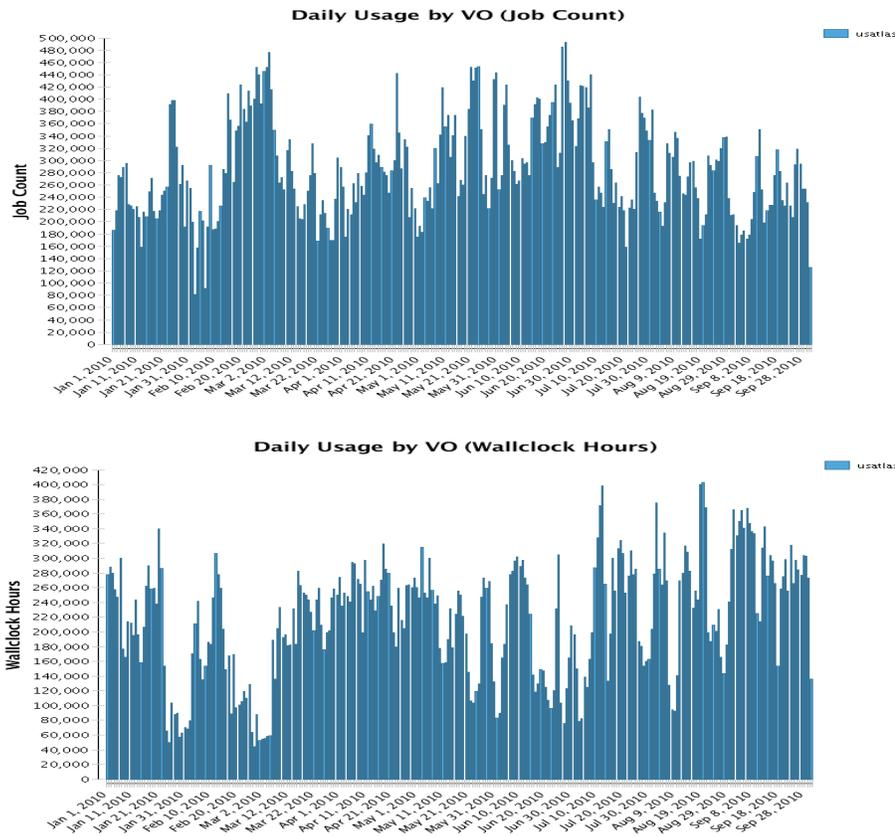 Daily Usage by VO (Job Count)
usatlas
500,000
480,000
460,000
440,000
420,000
400,000
380,000
360,000
340,000
320,000
300,000
280,000
260,000
240,000
220,000
200,000
180,000
160,000
140,000
120,000
100,000
80,000
60,000
40,000
20,000
0
Job Count
Jan 1, 2010
Jan 11, 2010
Jan 21, 2010
Jan 31, 2010
Feb 10, 2010
Feb 20, 2010
Mar 2, 2010
Mar 12, 2010
Mar 22, 2010
Apr 1, 2010
Apr 11, 2010
Apr 21, 2010
May 1, 2010
May 11, 2010
May 21, 2010
May 31, 2010
Jun 10, 2010
Jun 20, 2010
Jun 30, 2010
Jul 10, 2010
Jul 20, 2010
Jul 30, 2010
Aug 9, 2010
Aug 19, 2010
Aug 29, 2010
Sep 8, 2010
Sep 18, 2010
Sep 28, 2010
Daily Usage by VO (Wallclock Hours)
usatlas
420,000
400,000
380,000
360,000
340,000
320,000
300,000
280,000
260,000
240,000
220,000
200,000
180,000
160,000
140,000
120,000
100,000
80,000
60,000
40,000
20,000
0
Wallclock Hours
Jan 1, 2010
Jan 11, 2010
Jan 21, 2010
Jan 31, 2010
Feb 10, 2010
Feb 20, 2010
Mar 2, 2010
Mar 12, 2010
Mar 22, 2010
Apr 1, 2010
Apr 11, 2010
Apr 21, 2010
May 1, 2010
May 11, 2010
May 21, 2010
May 31, 2010
Jun 10, 2010
Jun 20, 2010
Jun 30, 2010
Jul 10, 2010
Jul 20, 2010
Jul 30, 2010
Aug 9, 2010
Aug 19, 2010
Aug 29, 2010
Sep 8, 2010
Sep 18, 2010
Sep 28, 2010